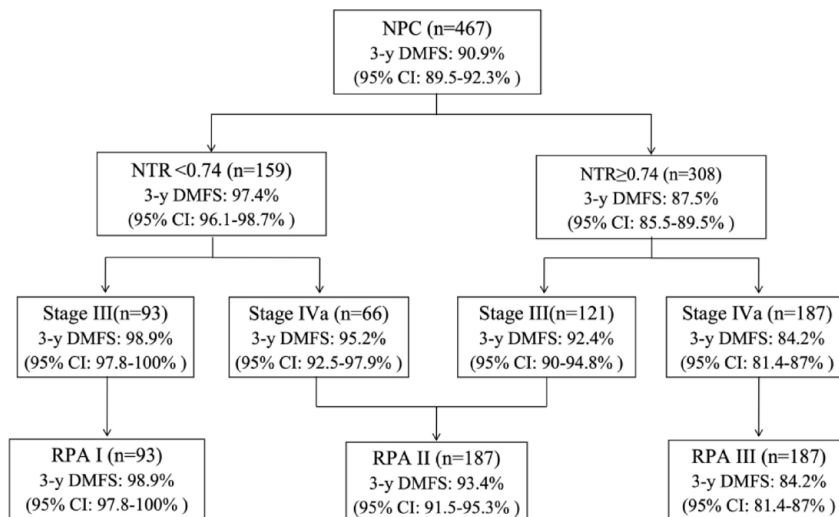 NPC (n=467)
3-y DMFS: 90.9%
(95% CI: 89.5-92.3% )
NTR <0.74 (n=159)
3-y DMFS: 97.4%
(95% CI: 96.1-98.7% )
NTR≥0.74 (n=308)
3-y DMFS: 87.5%
(95% CI: 85.5-89.5% )
Stage III(n=93)
3-y DMFS: 98.9%
(95% CI: 97.8-100% )
Stage IVa (n=66)
3-y DMFS: 95.2%
(95% CI: 92.5-97.9% )
Stage III(n=121)
3-y DMFS: 92.4%
(95% CI: 90-94.8% )
Stage IVa (n=187)
3-y DMFS: 84.2%
(95% CI: 81.4-87% )
RPA I (n=93)
3-y DMFS: 98.9%
(95% CI: 97.8-100% )
RPA II (n=187)
3-y DMFS: 93.4%
(95% CI: 91.5-95.3% )
RPA III (n=187)
3-y DMFS: 84.2%
(95% CI: 81.4-87% )